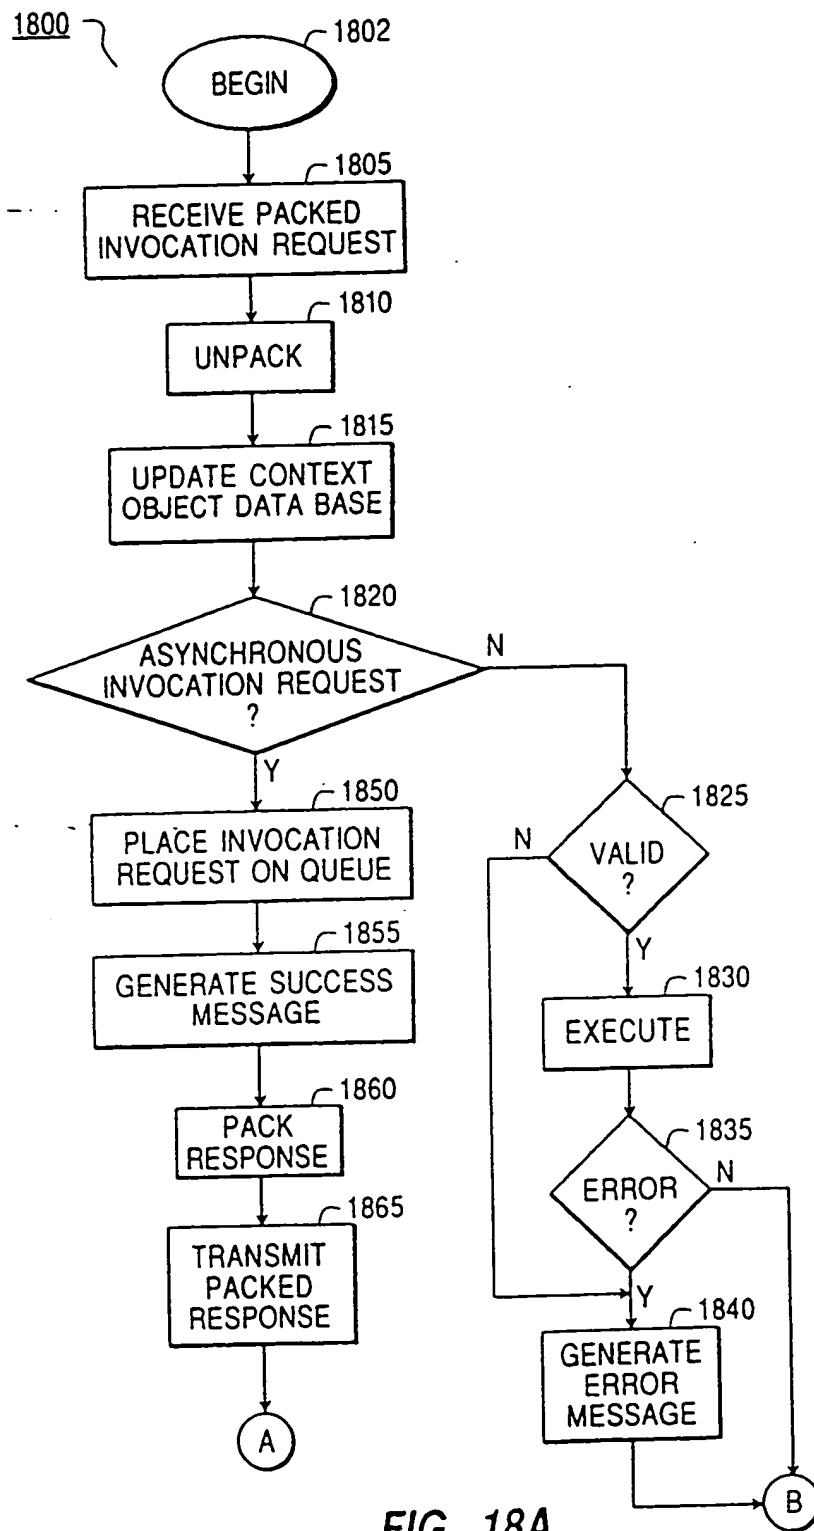 1800
1802
BEGIN
1805
RECEIVE PACKED
INVOCATION REQUEST
1810
UNPACK
1815
UPDATE CONTEXT
OBJECT DATA BASE
1820
ASYNCHRONOUS
INVOCATION REQUEST
?
N
Y
1850
PLACE INVOCATION
REQUEST ON QUEUE
1855
GENERATE SUCCESS
MESSAGE
1860
PACK
RESPONSE
1865
TRANSMIT
PACKED
RESPONSE
A
1825
VALID
?
N
Y
1830
EXECUTE
1835
ERROR
?
N
Y
1840
GENERATE
ERROR
MESSAGE
B
FIG. 18A